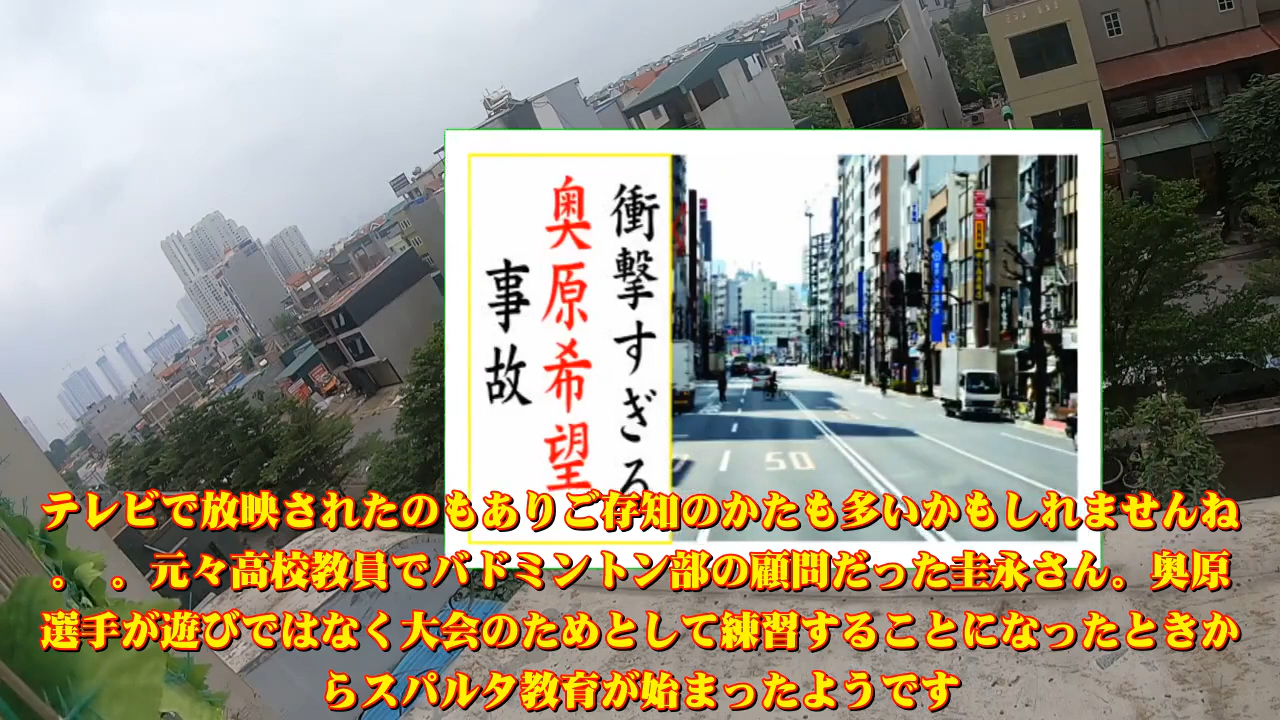 衝撃すぎる
奥原希望
事故
50
テレビで放映されたのもありご存知のかたも多いかもしれませんね
。 。元々高校教員でバドミントン部の顧問だった圭永さん。奥原
選手が遊びではなく大会のためとして練習することになったときか
らスパルタ教育が始まったようです